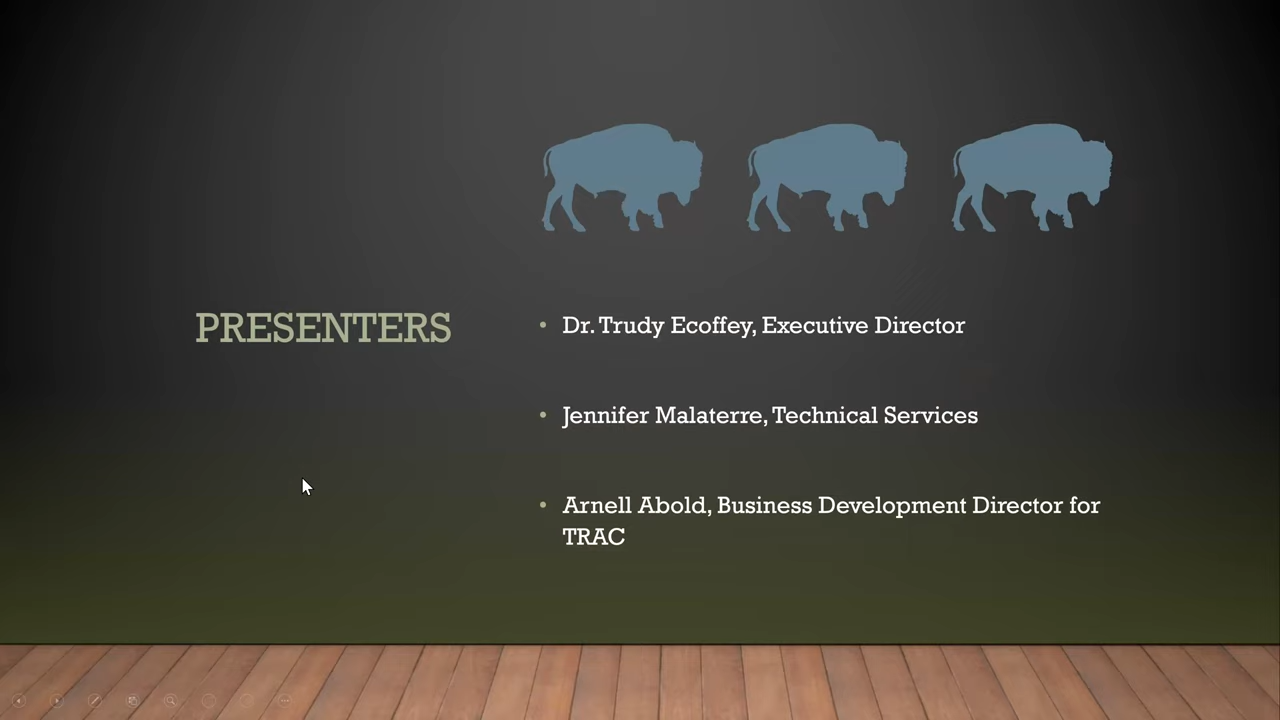 PRESENTERS
• Dr. Trudy Ecoffey, Executive Director
• Jennifer Malaterre, Technical Services
• Arnell Abold, Business Development Director for
TRAC